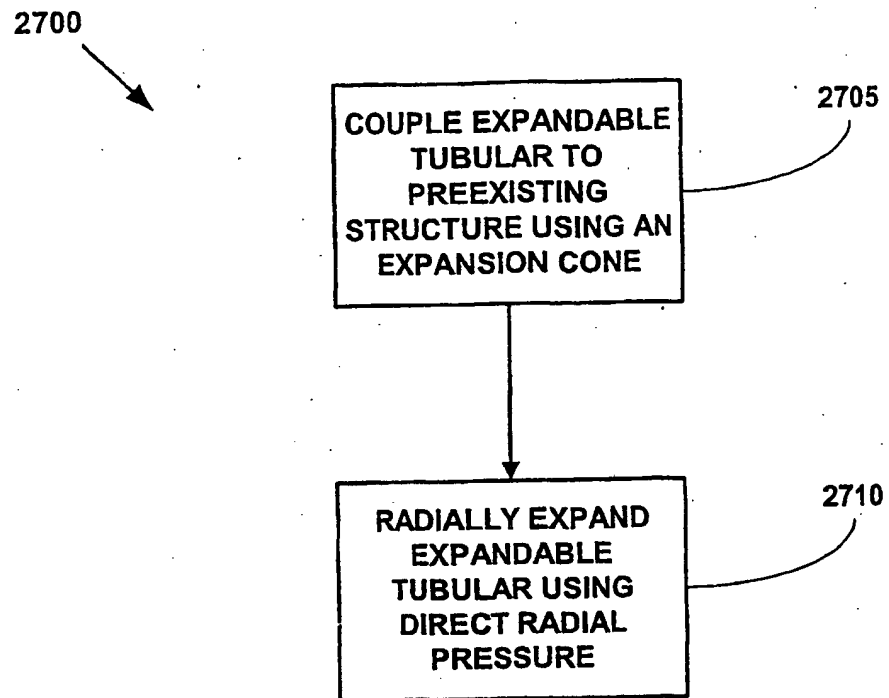 2700
2705
COUPLE EXPANDABLE
TUBULAR TO
PREEXISTING
STRUCTURE USING AN
EXPANSION CONE
2710
RADIALLY EXPAND
EXPANDABLE
TUBULAR USING
DIRECT RADIAL
PRESSURE